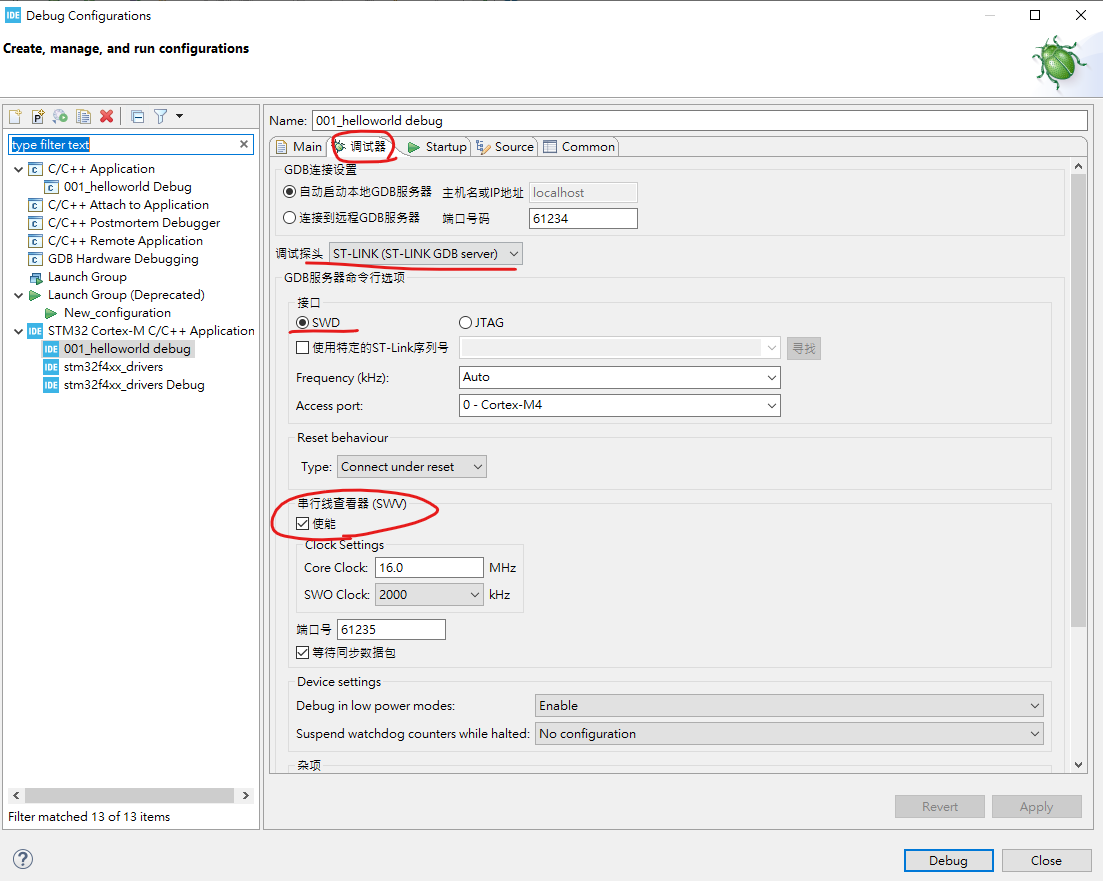 IDE Debug Configurations
Create, manage, and run configurations
type filter text
C/C++ Application
001_helloworld Debug
C/C++ Attach to Application
C/C++ Postmortem Debugger
C/C++ Remote Application
GDB Hardware Debugging
Launch Group
Launch Group (Deprecated)
New_configuration
IDE STM32 Cortex-M C/C++ Application
IDE 001_helloworld debug
IDE stm32f4xx_drivers
IDE stm32f4xx_drivers Debug
Filter matched 13 of 13 items
Name: 001_helloworld debug
Main 调试器 Startup Source Common
GDB连接设置
自动启动本地GDB服务器 主机名或IP地址 localhost
连接到远程GDB服务器 端口号码 61234
调试探头 ST-LINK (ST-LINK GDB server)
GDB服务器命令行选项
接口
SWD JTAG
使用特定的ST-Link序列号 寻找
Frequency (kHz): Auto
Access port: 0 - Cortex-M4
Reset behaviour
Type: Connect under reset
串行线查看器 (SWV)
使能
Clock Settings
Core Clock: 16.0 MHz
SWO Clock: 2000 kHz
端口号 61235
等待同步数据包
Device settings
Debug in low power modes: Enable
Suspend watchdog counters while halted: No configuration
杂项
Revert Apply
Debug Close